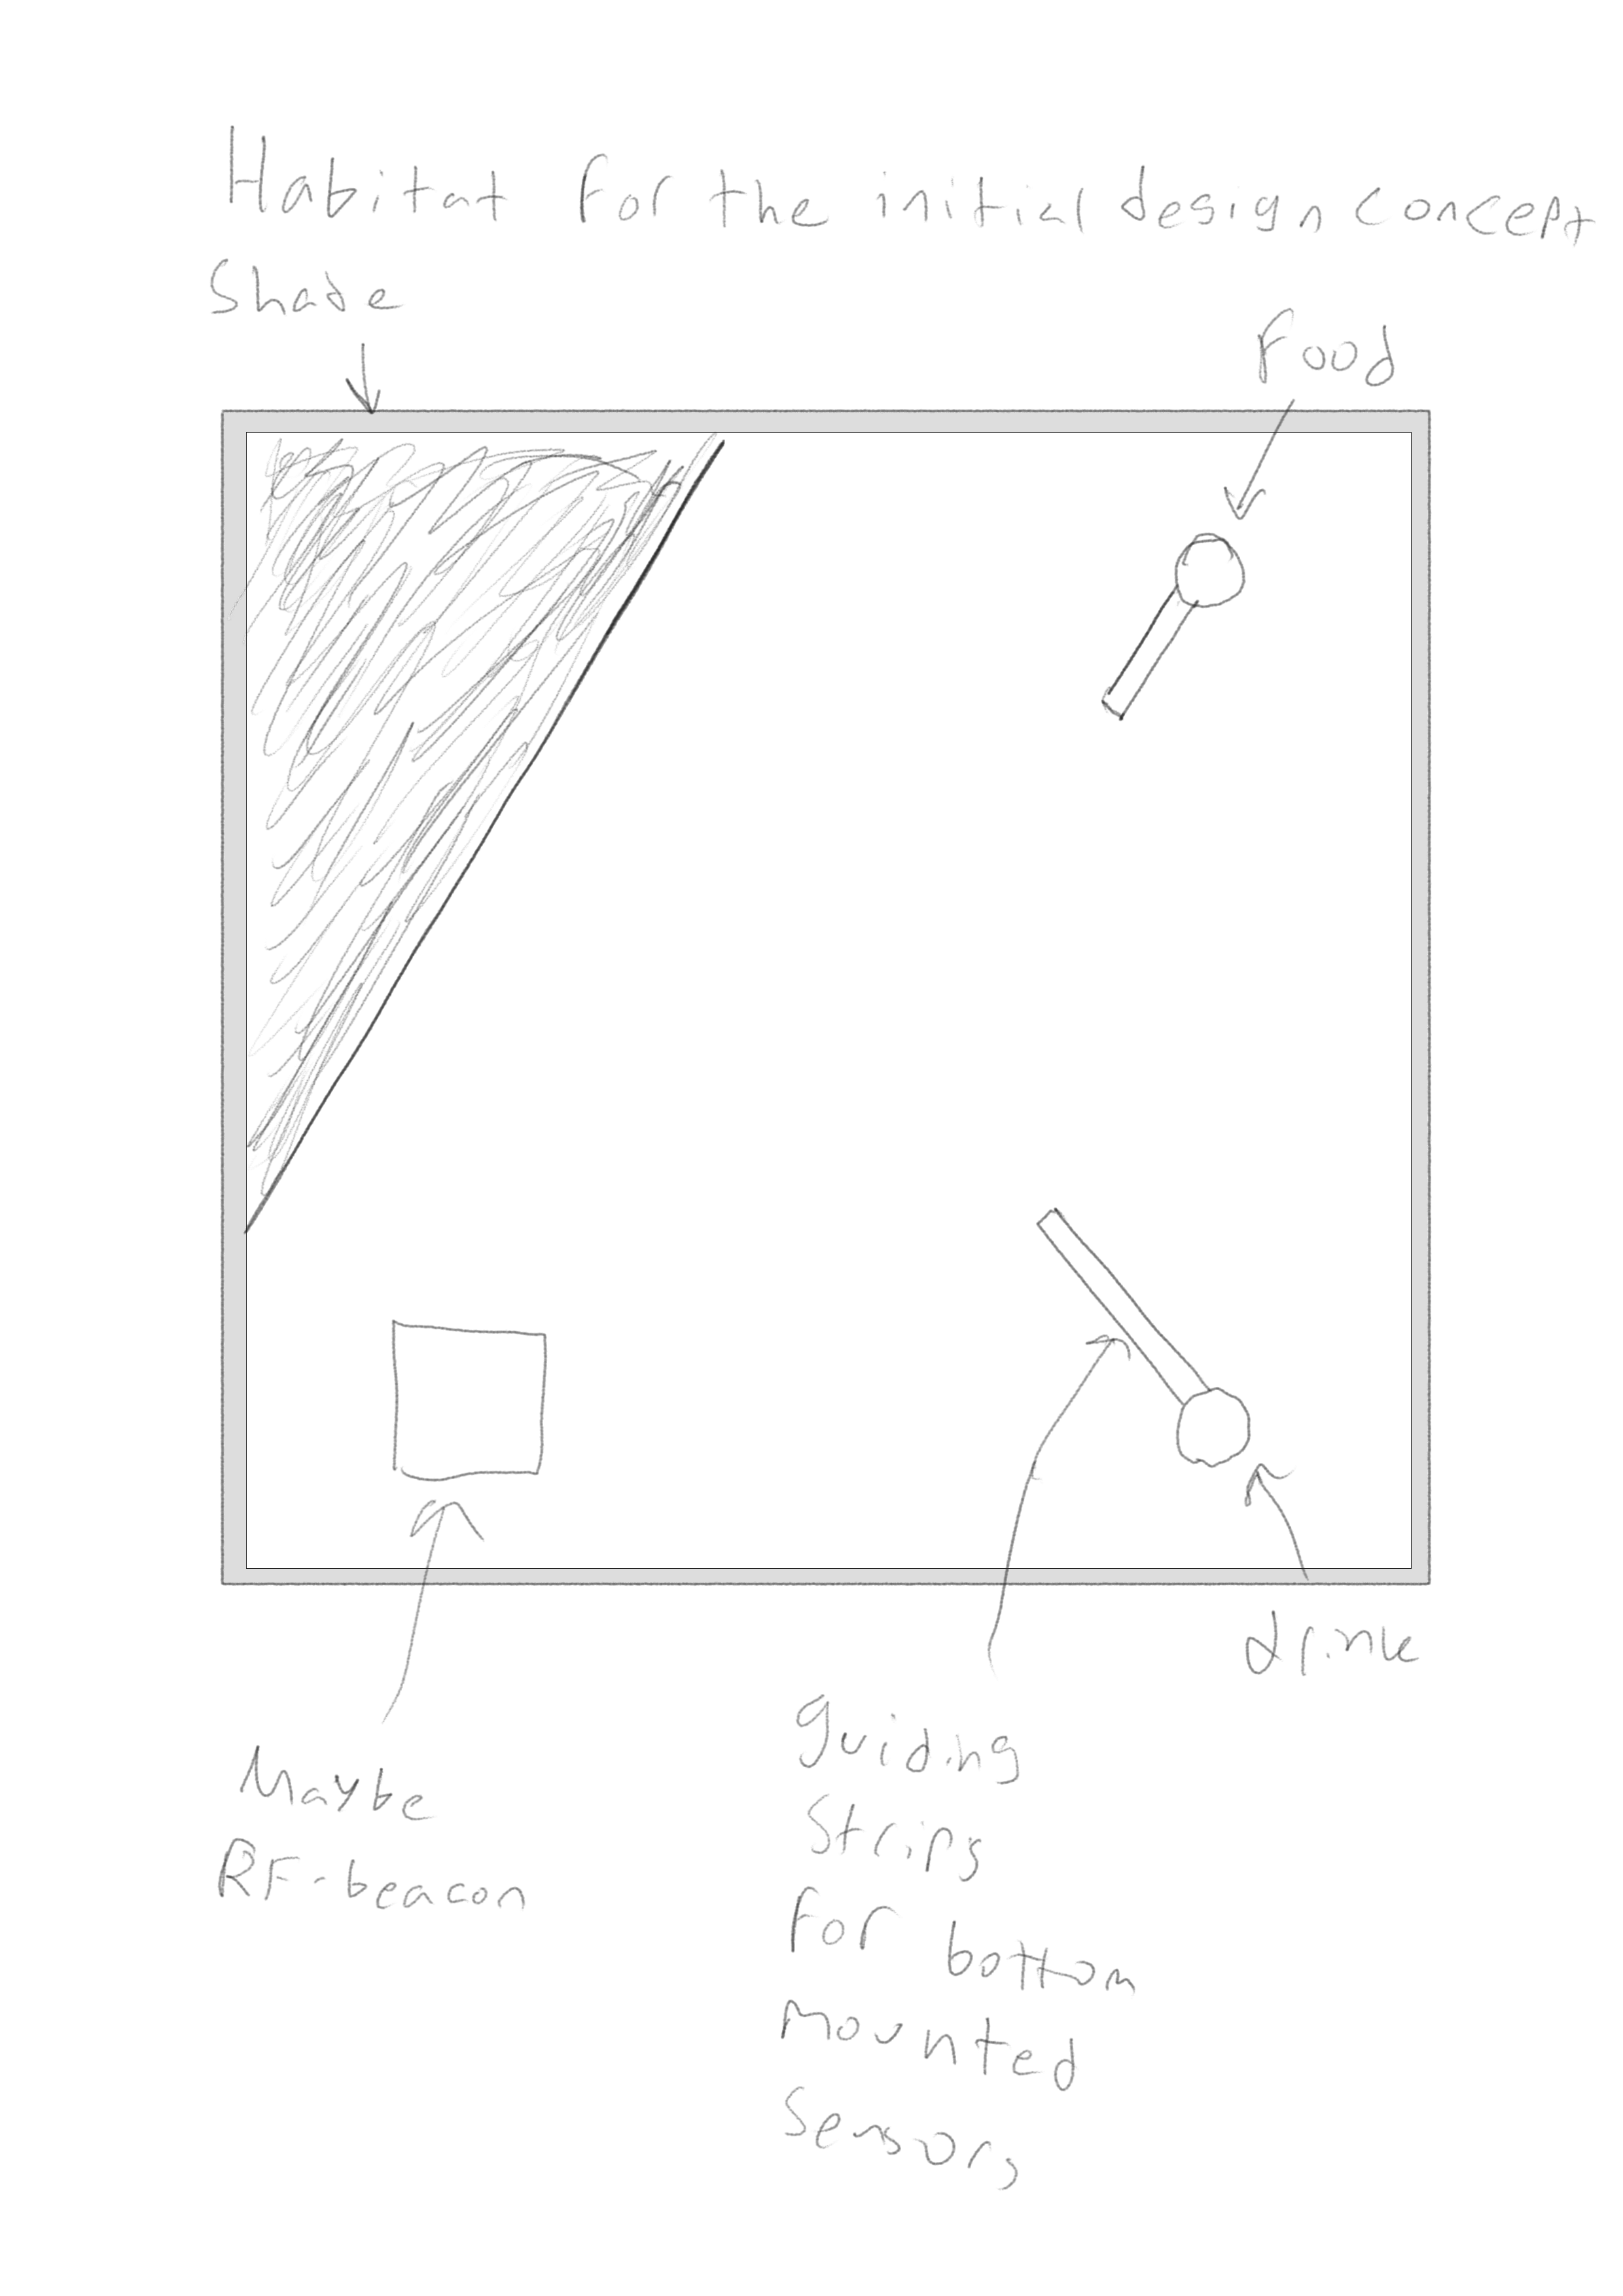 Habitat for the initial design concept
Shade
food
drink
Maybe
RF-beacon
guiding
Strips
for bottom
mounted
Sensors